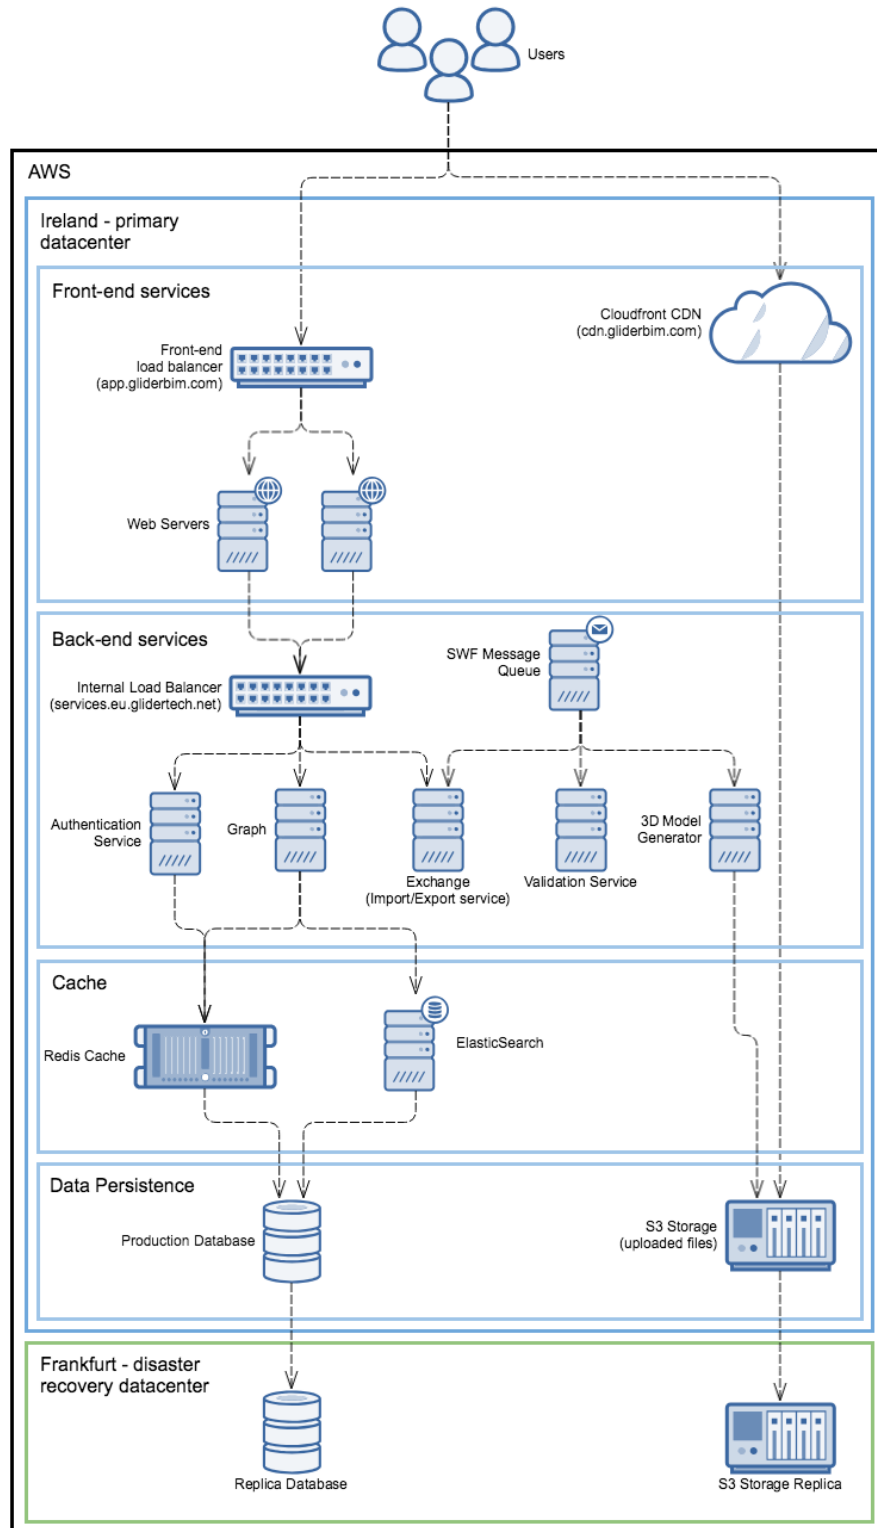 Users
AWS
Ireland - primary
datacenter
Front-end services
Cloudfront CDN
(cdn.gliderbim.com)
Front-end
load balancer
(app.gliderbim.com)
Web Servers
Back-end services
SWF Message
Queue
Internal Load Balancer
(services.eu.glidertech.net)
Authentication
Service
Graph
3D Model
Generator
Exchange
(Import/Export service)
Validation Service
Cache
Redis Cache
ElasticSearch
Data Persistence
Production Database
S3 Storage
(uploaded files)
Frankfurt - disaster
recovery datacenter
Replica Database
S3 Storage Replica